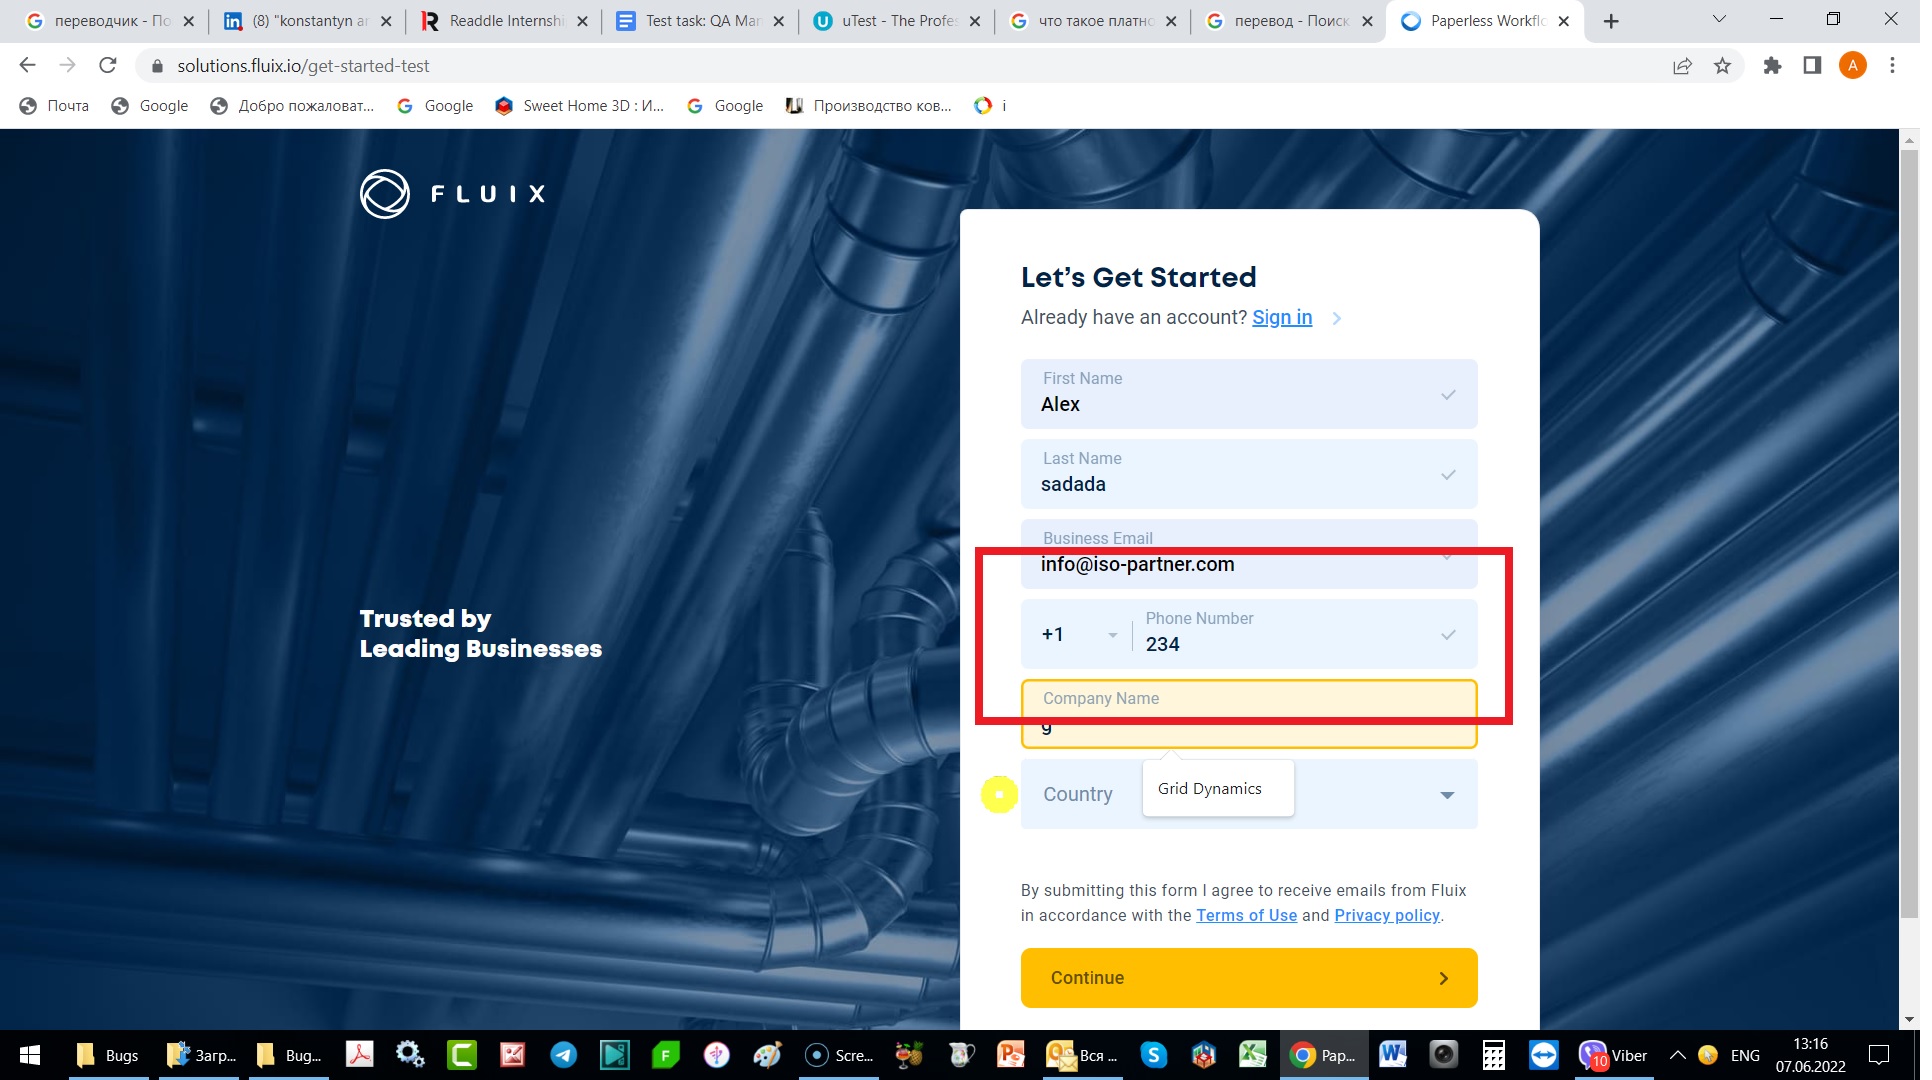 переводчик - По
(8) "konstantyn ar
Readdle Internshi
Test task: QA Man
uTest - The Profes
что такое платно
перевод - Поиск
Paperless Workflo
solutions.fluix.io/get-started-test
A
Почта
Google
Добро пожаловат...
Google
Sweet Home 3D : И...
Google
Производство ков...
i
FLUIX
Let's Get Started
Already have an account? Sign in
First Name
Alex
Last Name
sadada
Business Email
info@iso-partner.com
Phone Number
+1
234
Company Name
g
Country
Grid Dynamics
Trusted by
Leading Businesses
By submitting this form I agree to receive emails from Fluix
in accordance with the Terms of Use and Privacy policy.
Continue
Bugs
Загр...
Bug...
Scre...
Вся ...
Pap...
10
Viber
ENG
13:16
07.06.2022